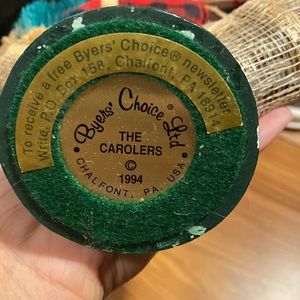 To receive a free Byers' Choice® newsletter
Write: P.O. Box 158, Chalfont, PA 18914
Byers' Choice Ltd ®
THE
CAROLERS
©
1994
CHALFONT, PA. USA.